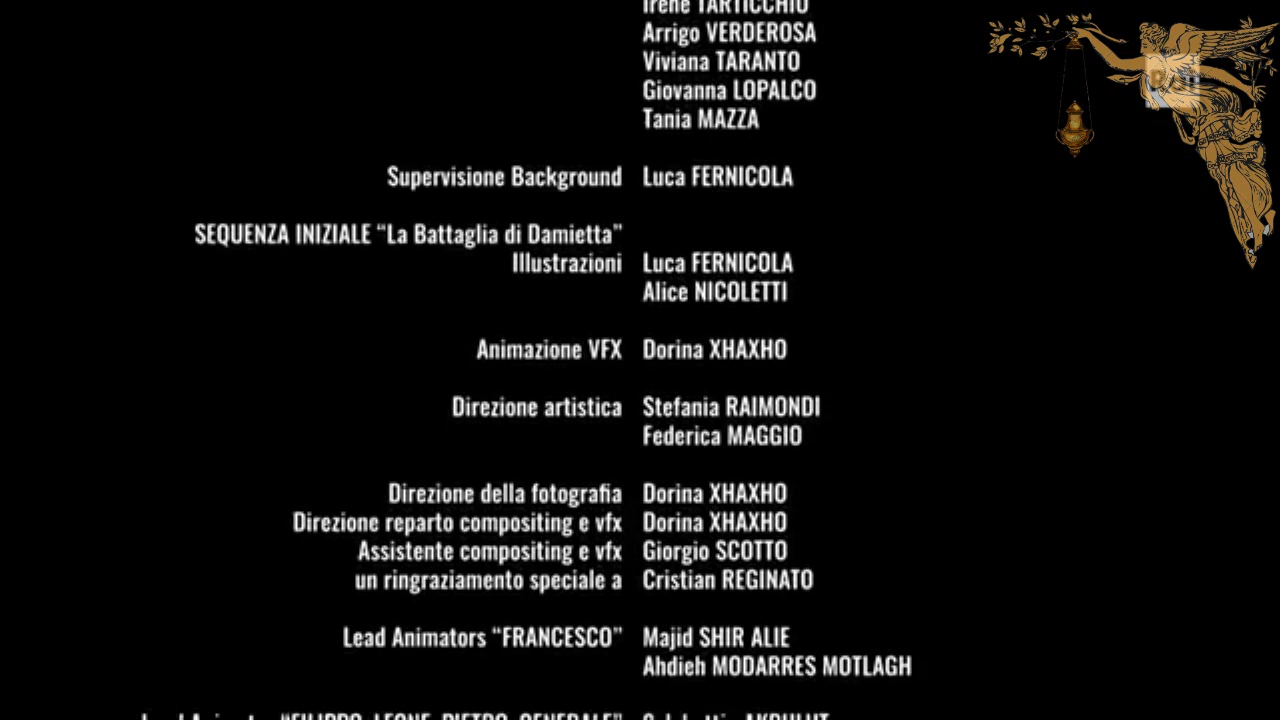 Irene TARTICCHIO
Arrigo VERDEROSA
Viviana TARANTO
Giovanna LOPALCO
Tania MAZZA
Supervisione Background Luca FERNICOLA
SEQUENZA INIZIALE “La Battaglia di Damietta”
Illustrazioni Luca FERNICOLA
Alice NICOLETTI
Animazione VFX Dorina XHAXHO
Direzione artistica Stefania RAIMONDI
Federica MAGGIO
Direzione della fotografia Dorina XHAXHO
Direzione reparto compositing e vfx Dorina XHAXHO
Assistente compositing e vfx Giorgio SCOTTO
un ringraziamento speciale a Cristian REGINATO
Lead Animators “FRANCESCO” Majid SHIR ALIE
Ahdieh MODARRES MOTLAGH